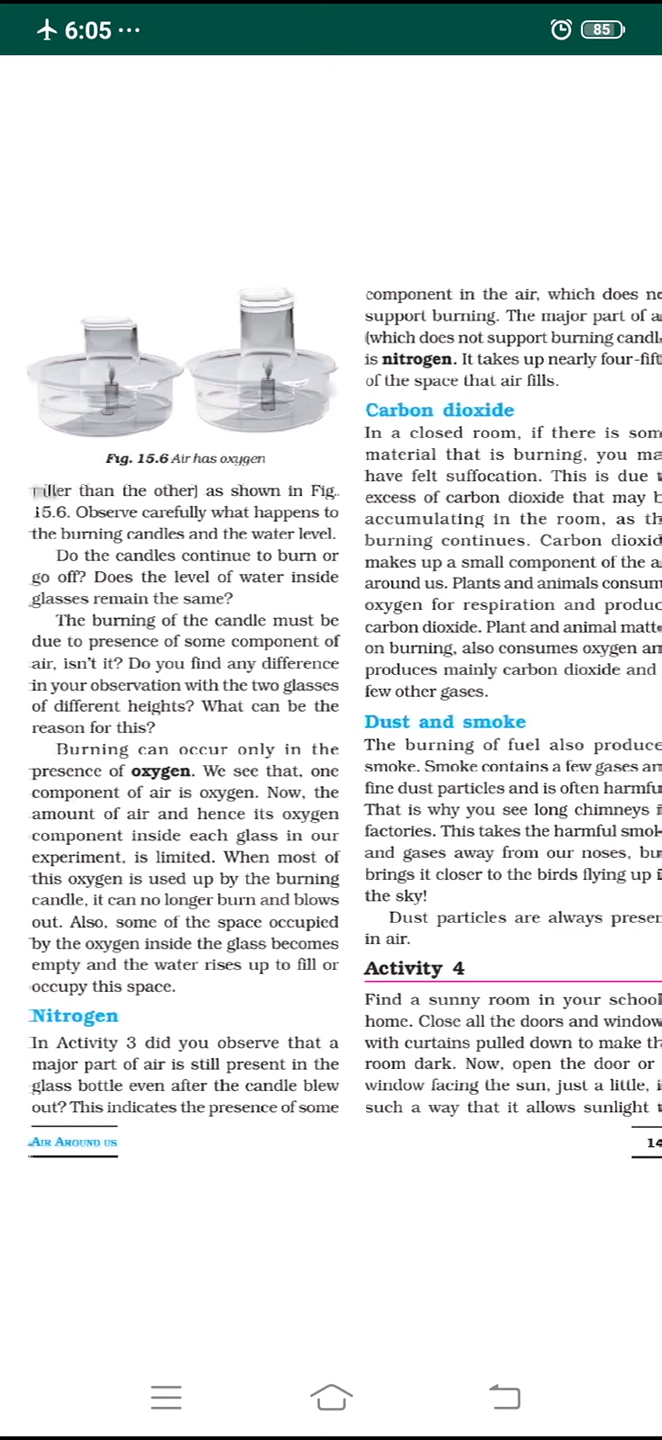 6:05 ...
85
Fig. 15.6 Air has oxygen
than the other) as shown in Fig.
15.6. Observe carefully what happens to
the burning candles and the water level.
Do the candles continue to burn or
go off? Does the level of water inside
glasses remain the same?
The burning of the candle must be
due to presence of some component of
air, isn't it? Do you find any difference
in your observation with the two glasses
of different heights? What can be the
reason for this?
Burning can occur only in the
presence of oxygen. We see that, one
component of air is oxygen. Now, the
amount of air and hence its oxygen
component inside each glass in our
experiment, is limited. When most of
this oxygen is used up by the burning
candle, it can no longer burn and blows
out. Also, some of the space occupied
by the oxygen inside the glass becomes
empty and the water rises up to fill or
occupy this space.
Nitrogen
In Activity 3 did you observe that a
major part of air is still present in the
glass bottle even after the candle blew
out? This indicates the presence of some
AIR AROUND US
component in the air, which does
support burning. The major part of
(which does not support burning
is nitrogen. It takes up nearly
of the space that air fills.
Carbon dioxide
In a closed room, if there is
material that is burning, you
have felt suffocation. This is due
excess of carbon dioxide that may
accumulating in the room, as
burning continues. Carbon
makes up a small component of the
around us. Plants and animals
oxygen for respiration and
carbon dioxide. Plant and animal
on burning, also consumes oxygen
produces mainly carbon dioxide and
few other gases.
Dust and smoke
The burning of fuel also
smoke. Smoke contains a few gases
fine dust particles and is often
That is why you see long chimneys
factories. This takes the harmful
and gases away from our noses,
brings it closer to the birds flying up
the sky!
Dust particles are always
in air.
Activity 4
Find a sunny room in your
home. Close all the doors and
with curtains pulled down to make
room dark. Now, open the door or
window facing the sun, just a little,
such a way that it allows sunlight